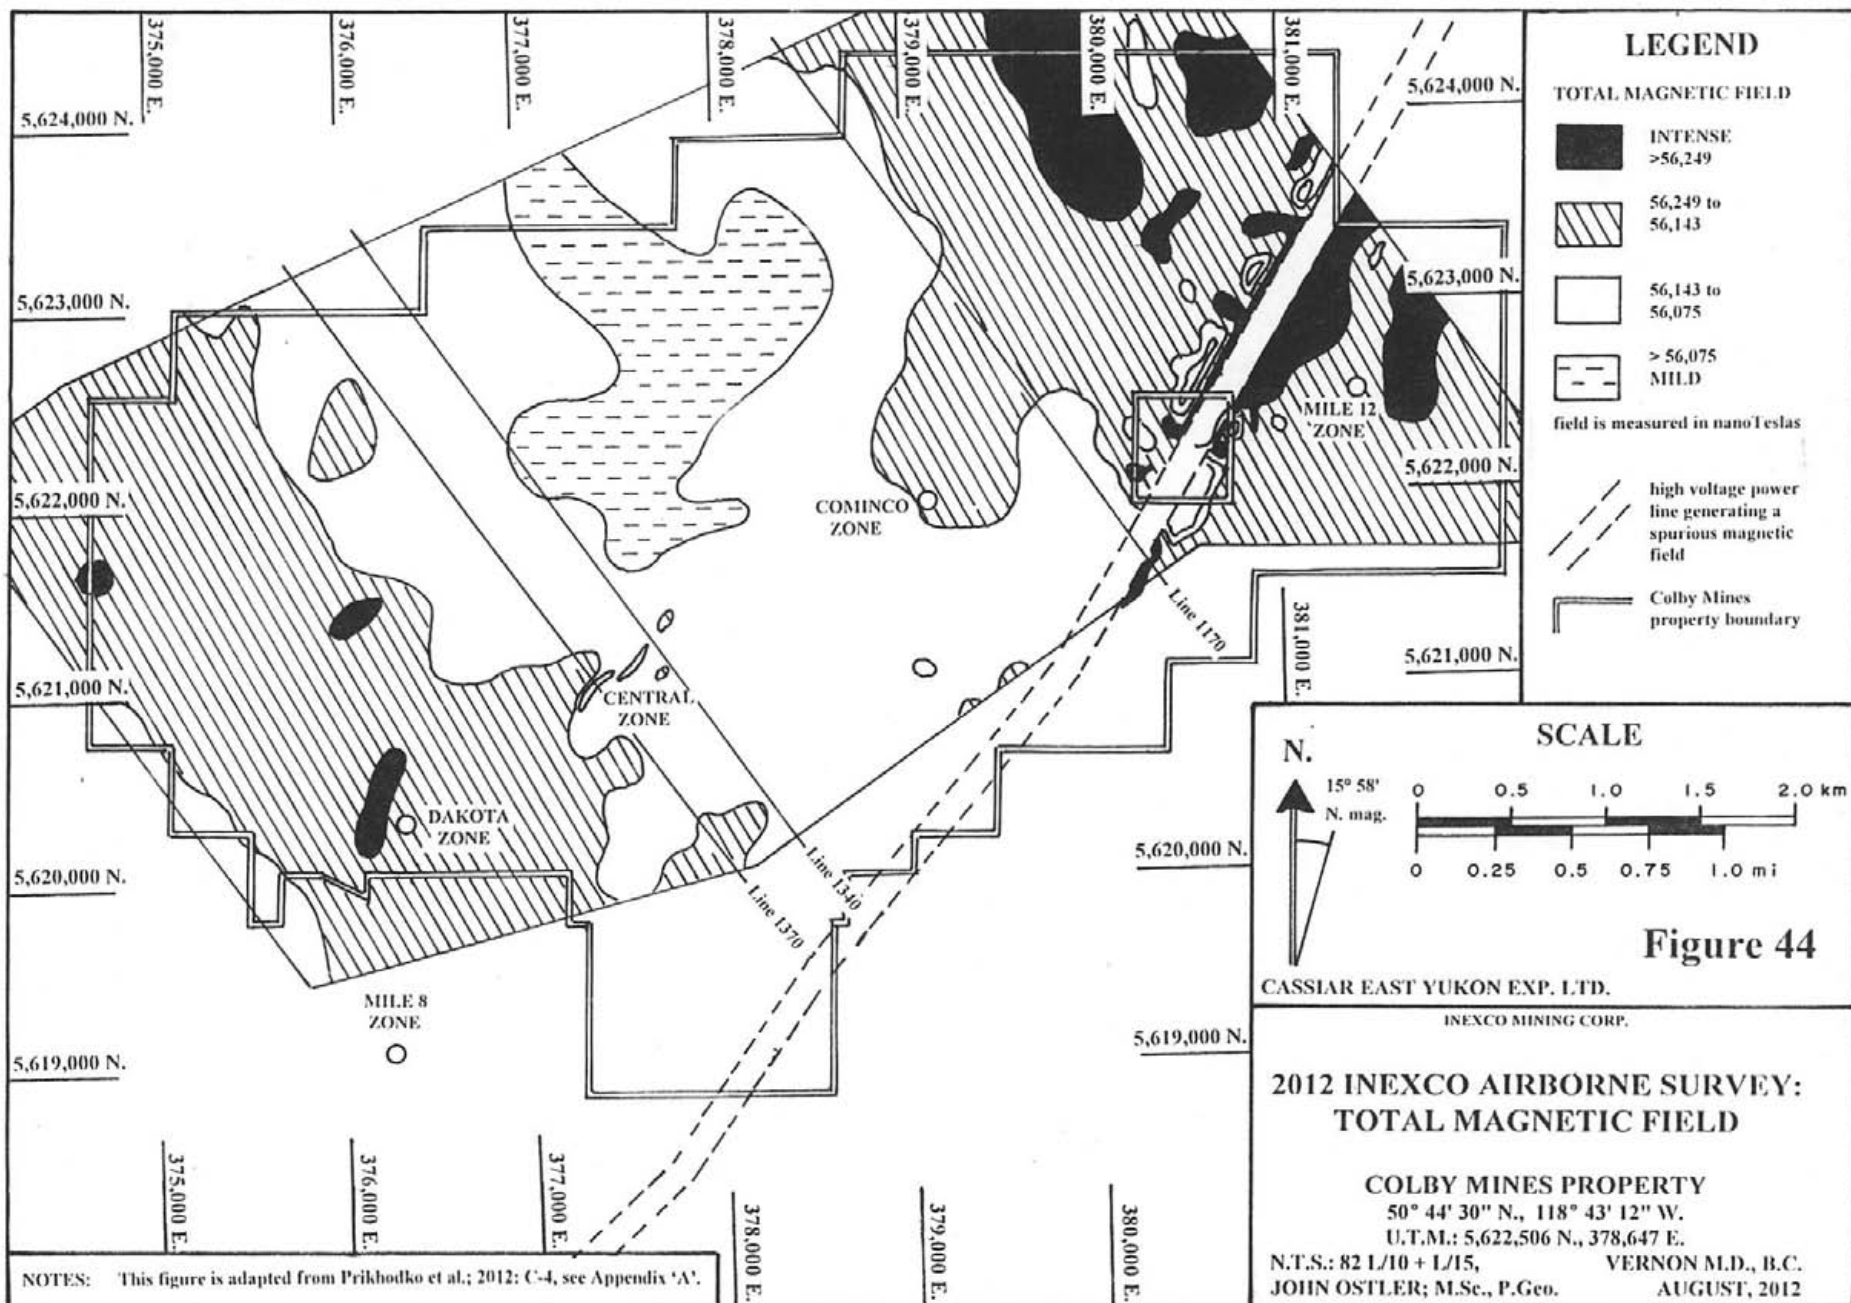 375,000 E.
376,000 E.
377,000 E.
378,000 E.
379,000 E.
380,000 E.
381,000 E.
5,624,000 N.
5,623,000 N.
5,622,000 N.
5,621,000 N.
5,620,000 N.
5,619,000 N.
5,624,000 N.
5,623,000 N.
5,622,000 N.
5,621,000 N.
5,620,000 N.
5,619,000 N.
MILE 12
ZONE
COMINCO
ZONE
CENTRAL
ZONE
DAKOTA
ZONE
MILE 8
ZONE
Line 1170
Line 1340
Line 1370
381,000 E.
375,000 E.
376,000 E.
377,000 E.
378,000 E.
379,000 E.
380,000 E.
LEGEND
TOTAL MAGNETIC FIELD
INTENSE
>56,249
56,249 to
56,143
56,143 to
56,075
> 56,075
MILD
field is measured in nanoTeslas
high voltage power
line generating a
spurious magnetic
field
Colby Mines
property boundary
SCALE
N.
15° 58'
N. mag.
0 0.5 1.0 1.5 2.0 km
0 0.25 0.5 0.75 1.0 mi
Figure 44
CASSIAR EAST YUKON EXP. LTD.
INEXCO MINING CORP.
2012 INEXCO AIRBORNE SURVEY:
TOTAL MAGNETIC FIELD
COLBY MINES PROPERTY
50° 44' 30" N., 118° 43' 12" W.
U.T.M.: 5,622,506 N., 378,647 E.
N.T.S.: 82 L/10 + L/15, VERNON M.D., B.C.
JOHN OSTLER; M.Sc., P.Geo. AUGUST, 2012
NOTES: This figure is adapted from Prikhodko et al.; 2012: C-4, see Appendix 'A'.